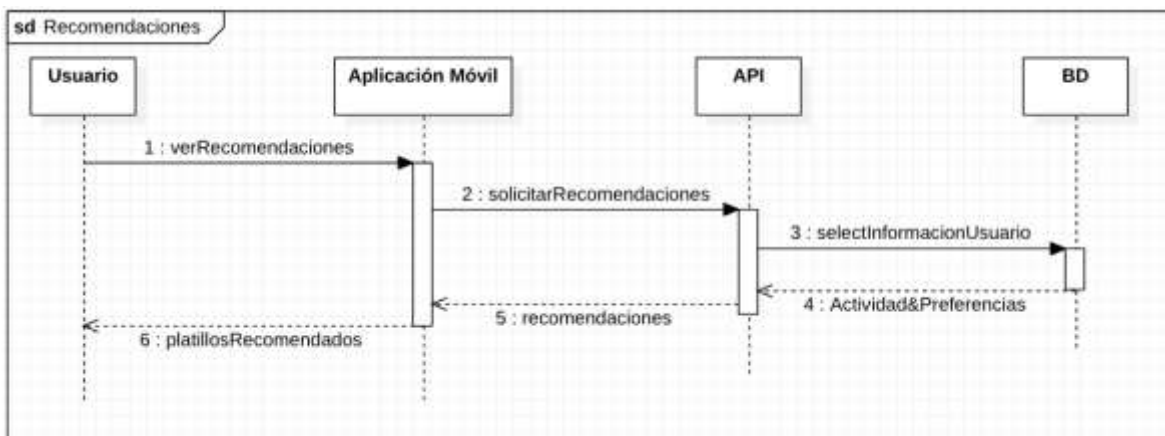 sd Recomendaciones
Usuario
Aplicación Móvil
API
BD
1 : verRecomendaciones
2 : solicitarRecomendaciones
3 : selectInformacionUsuario
4 : Actividad&Preferencias
5 : recomendaciones
6 : platillosRecomendados